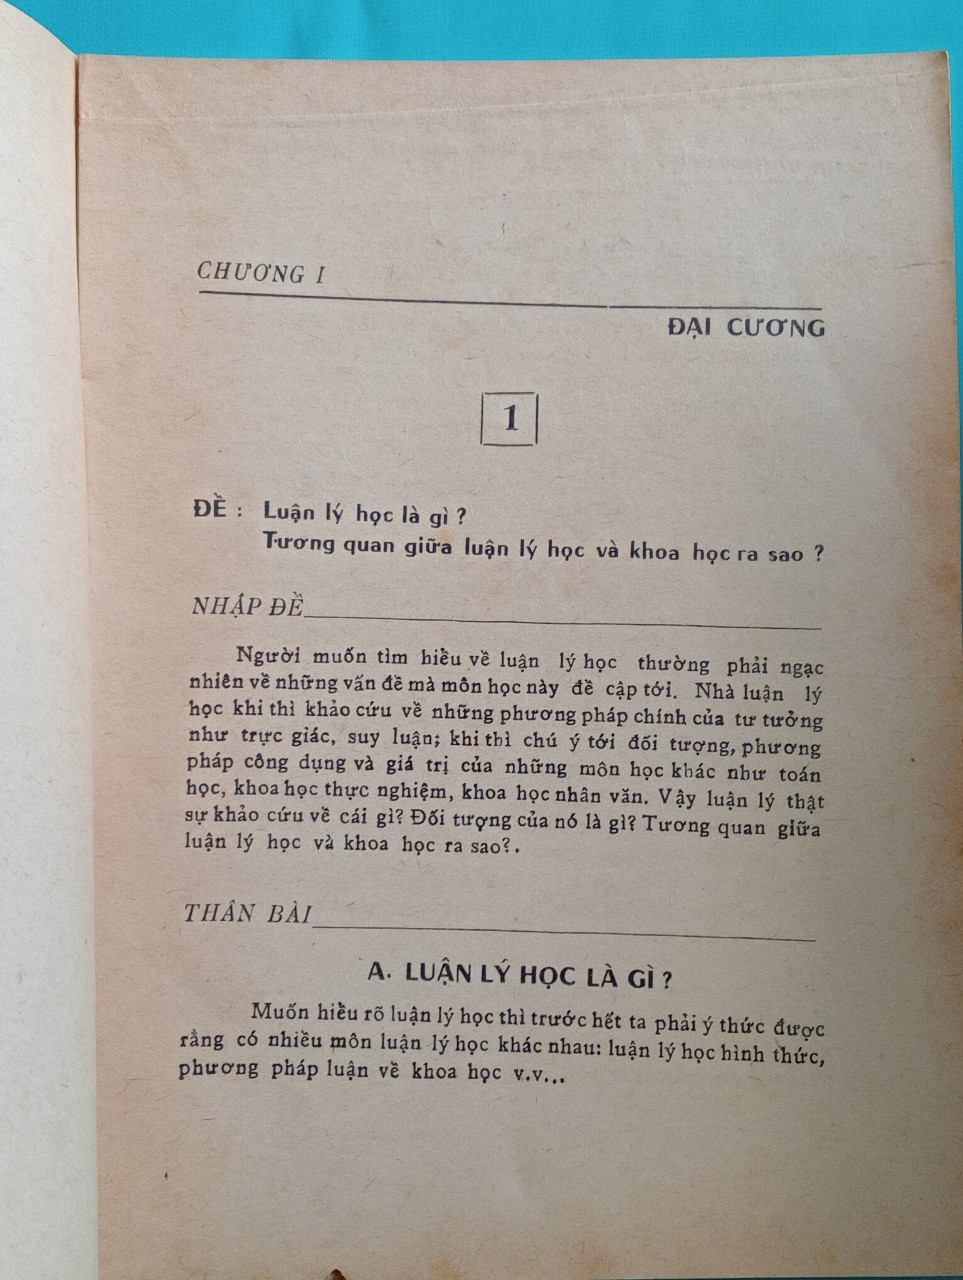 CHƯƠNG I
ĐẠI CƯƠNG
1
ĐỀ : Luận lý học là gì ?
Tương quan giữa luận lý học và khoa học ra sao ?
NHẬP ĐỀ
Người muốn tìm hiểu về luận lý học thường phải ngạc
nhiên về những vấn đề mà môn học này đề cập tới. Nhà luận lý
học khi thì khảo cứu về những phương pháp chính của tư tưởng
như trực giác, suy luận; khi thì chú ý tới đối tượng, phương
pháp công dụng và giá trị của những môn học khác như toán
học, khoa học thực nghiệm, khoa học nhân văn. Vậy luận lý thật
sự khảo cứu về cái gì? Đối tượng của nó là gì? Tương quan giữa
luận lý học và khoa học ra sao?.
THÂN BÀI
A. LUẬN LÝ HỌC LÀ GÌ ?
Muốn hiểu rõ luận lý học thì trước hết ta phải ý thức được
rằng có nhiều môn luận lý học khác nhau: luận lý học hình thức,
phương pháp luận về khoa học v.v...